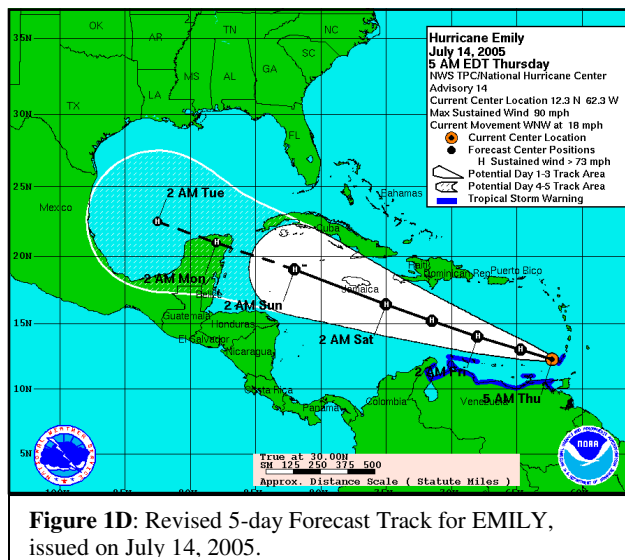 Hurricane Emily
July 14, 2005
5 AM EDT Thursday
NWS TPC/National Hurricane Center
Advisory 14
Current Center Location 12.3 N 62.3 W
Max Sustained Wind 90 mph
Current Movement WNW at 18 mph
Current Center Location
Forecast Center Positions
H Sustained wind > 73 mph
Potential Day 1-3 Track Area
Potential Day 4-5 Track Area
Tropical Storm Warning
35N
30N
25N
20N
15N
10N
5N
OK
AR
TN
NC
SC
MS
AL
GA
TX
LA
FL
Mexico
Bahamas
Cuba
Haiti
Dominican Rep
Puerto Rico
Jamaica
Belize
Guatemala
Honduras
El Salvador
Nicaragua
Costa Rica
Panama
Colombia
2 AM Tue
2 AM Mon
2 AM Sun
2 AM Sat
5 AM Thu
H
H
H
H
H
H
H
NOAA
True at 30.00N
SM 125 250 375 500
Approx. Distance Scale ( Statute Miles )
Figure 1D: Revised 5-day Forecast Track for EMILY,
issued on July 14, 2005.